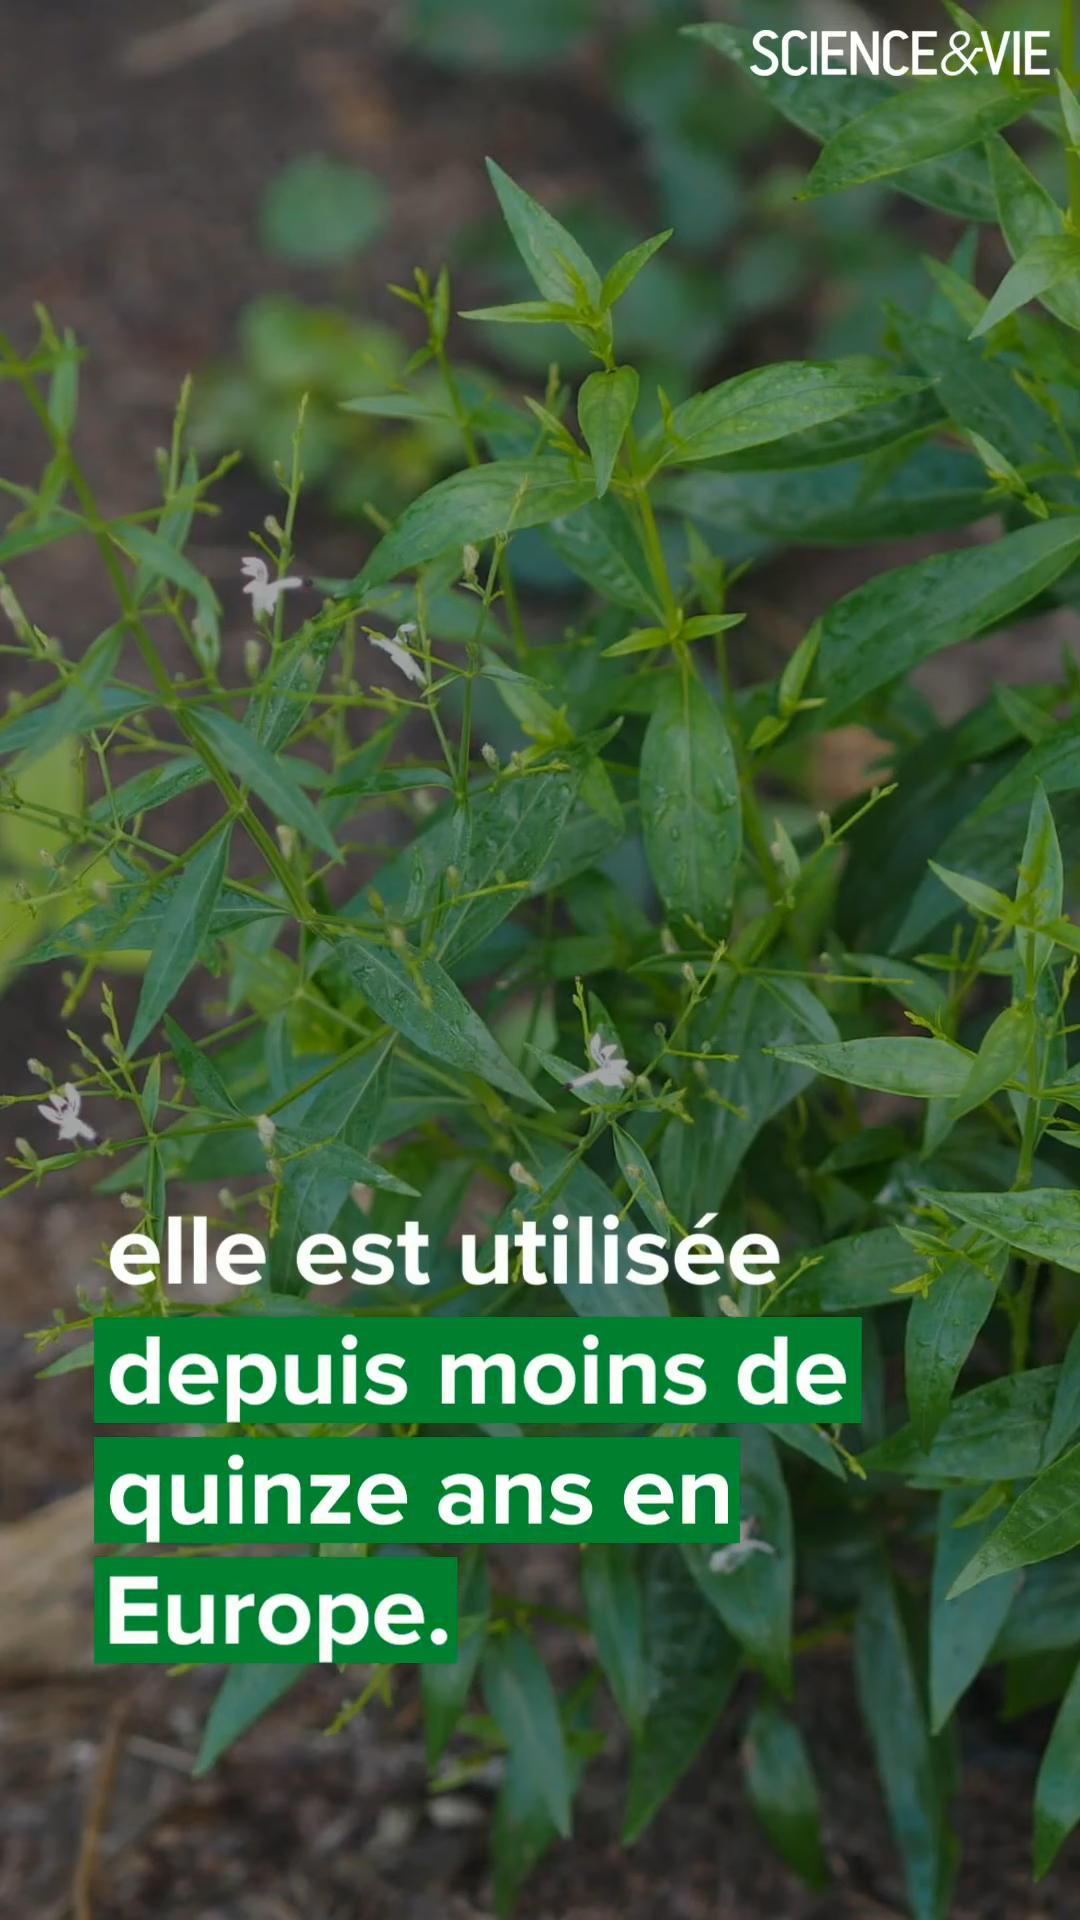 SCIENCE&VIE
elle est utilisée
depuis moins de
quinze ans en
Europe.